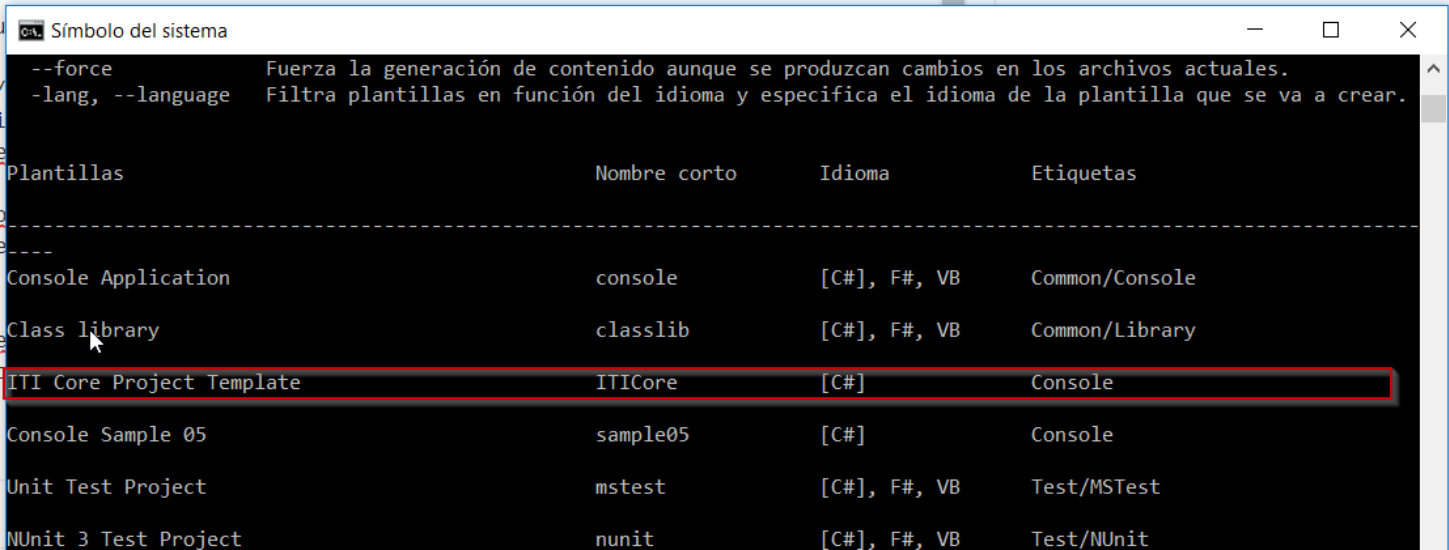 Símbolo del sistema
--force Fuerza la generación de contenido aunque se produzcan cambios en los archivos actuales.
-lang, --language Filtra plantillas en función del idioma y especifica el idioma de la plantilla que se va a crear.
Plantillas Nombre corto Idioma Etiquetas
------------------------------------------------------------------------------------------------------------------------
----
Console Application console [C#], F#, VB Common/Console
Class library classlib [C#], F#, VB Common/Library
ITI Core Project Template ITICore [C#] Console
Console Sample 05 sample05 [C#] Console
Unit Test Project mstest [C#], F#, VB Test/MSTest
NUnit 3 Test Project nunit [C#], F#, VB Test/NUnit